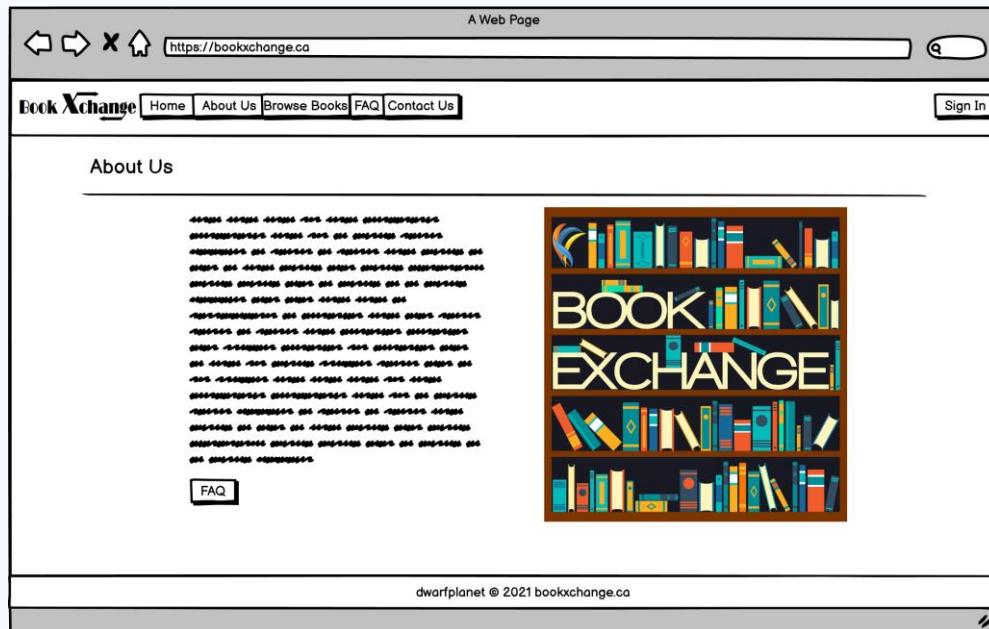 A Web Page
https://bookxchange.ca
Book Xchange Home About Us Browse Books FAQ Contact Us Sign In
About Us
BOOK
EXCHANGE
FAQ
dwarfplanet © 2021 bookxchange.ca